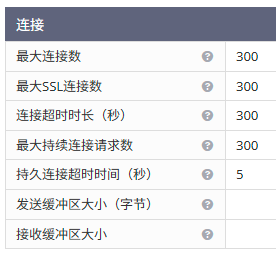 连接
最大连接数 300
最大SSL连接数 300
连接超时时长（秒） 300
最大持续连接请求数 300
持久连接超时时间（秒） 5
发送缓冲区大小（字节）
接收缓冲区大小